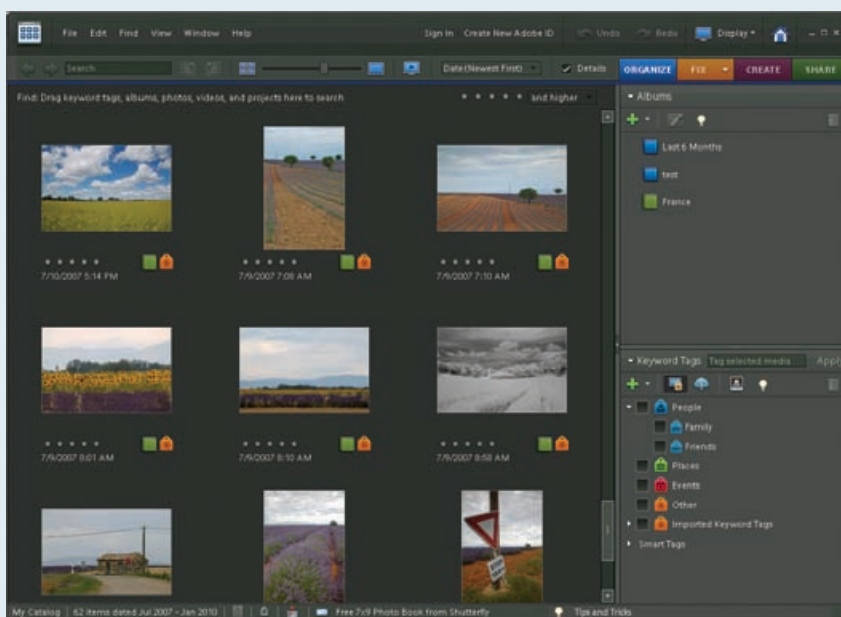 File Edit Find View Window Help Sign In Create New Adobe ID Undo Redo Display
Search Date (Newest First) Details ORGANIZE FIX CREATE SHARE
Find: Drag keyword tags, albums, photos, videos, and projects here to search and higher
Albums
Last 6 Months
test
France
7/10/2007 5:14 PM 7/9/2007 7:08 AM 7/9/2007 7:10 AM
Keyword Tags Tag selected media Apply
People
Family
Friends
Places
Events
Other
Imported Keyword Tags
Smart Tags
7/9/2007 8:01 AM 7/9/2007 8:10 AM 7/9/2007 8:58 AM
My Catalog 62 items dated Jul 2007 - Jan 2010 Free 7x9 Photo Book from Shutterfly Tips and Tricks